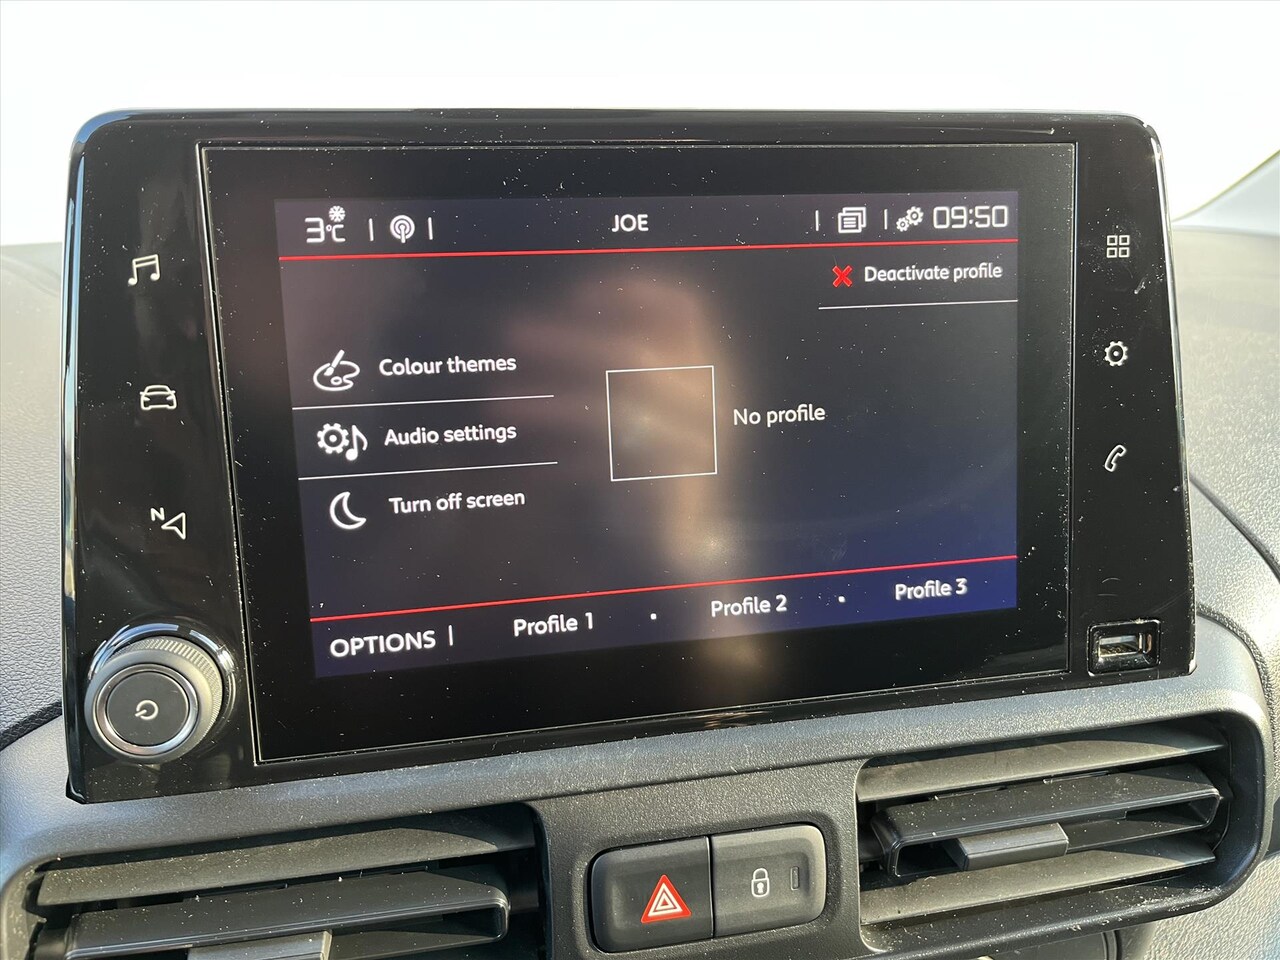 3°C
JOE
09:50
Deactivate profile
Colour themes
Audio settings
No profile
Turn off screen
N
OPTIONS
Profile 1
Profile 2
Profile 3